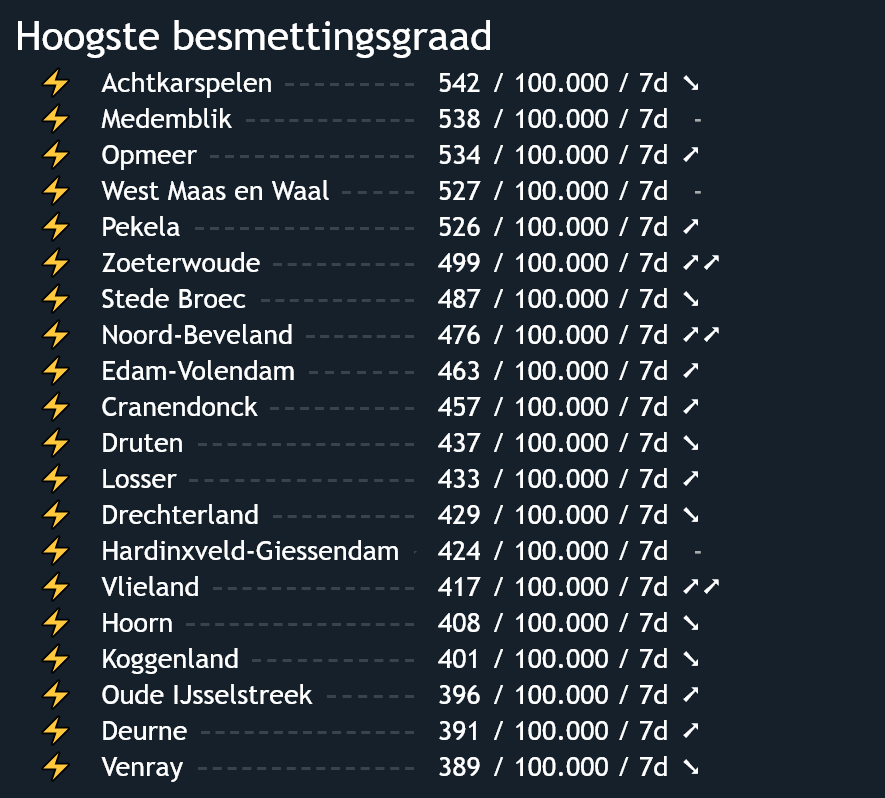 Hoogste besmettingsgraad
⚡ Achtkarspelen ---------- 542 / 100.000 / 7d ➘
⚡ Medemblik ------------- 538 / 100.000 / 7d -
⚡ Opmeer ---------------- 534 / 100.000 / 7d ➚
⚡ West Maas en Waal ------ 527 / 100.000 / 7d -
⚡ Pekela ----------------- 526 / 100.000 / 7d ➚
⚡ Zoeterwoude ----------- 499 / 100.000 / 7d ➚➚
⚡ Stede Broec ------------ 487 / 100.000 / 7d ➘
⚡ Noord-Beveland --------- 476 / 100.000 / 7d ➚➚
⚡ Edam-Volendam -------- 463 / 100.000 / 7d ➚
⚡ Cranendonck ------------ 457 / 100.000 / 7d ➚
⚡ Druten ----------------- 437 / 100.000 / 7d ➘
⚡ Losser ----------------- 433 / 100.000 / 7d ➚
⚡ Drechterland ----------- 429 / 100.000 / 7d ➘
⚡ Hardinxveld-Giessendam - 424 / 100.000 / 7d -
⚡ Vlieland ---------------- 417 / 100.000 / 7d ➚➚
⚡ Hoorn ------------------ 408 / 100.000 / 7d ➘
⚡ Koggenland ------------- 401 / 100.000 / 7d ➘
⚡ Oude IJsselstreek ------- 396 / 100.000 / 7d ➚
⚡ Deurne ----------------- 391 / 100.000 / 7d ➚
⚡ Venray ----------------- 389 / 100.000 / 7d ➘